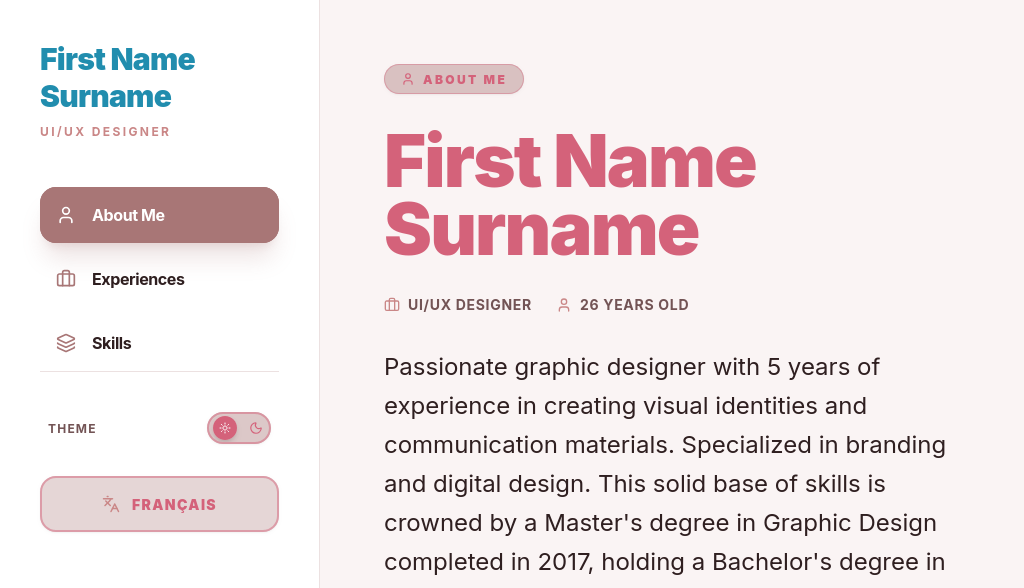 First Name
Surname
UI/UX DESIGNER
About Me
Experiences
Skills
THEME
FRANÇAIS
ABOUT ME
First Name
Surname
UI/UX DESIGNER
26 YEARS OLD
Passionate graphic designer with 5 years of
experience in creating visual identities and
communication materials. Specialized in branding
and digital design. This solid base of skills is
crowned by a Master's degree in Graphic Design
completed in 2017, holding a Bachelor's degree in